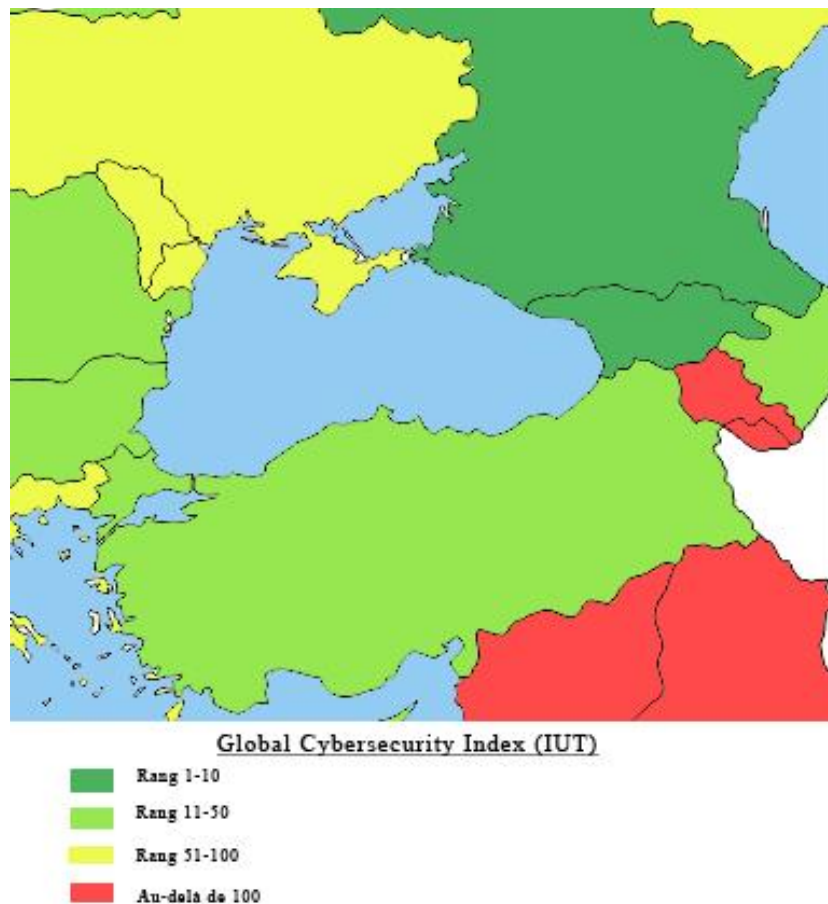 Global Cybersecurity Index (IUT)
Rang 1-10
Rang 11-50
Rang 51-100
Au-delà de 100